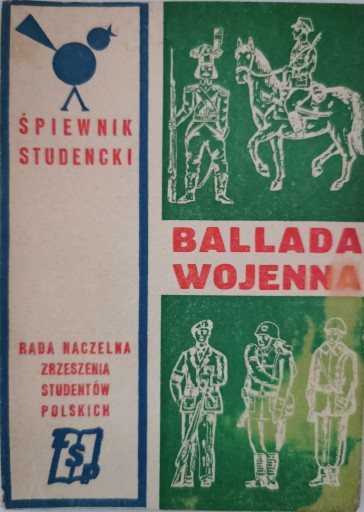 ŚPIEWNIK
STUDENCKI
BALLADA
WOJENNA
RADA NACZELNA
ZRZESZENIA
STUDENTÓW
POLSKICH
ZSP